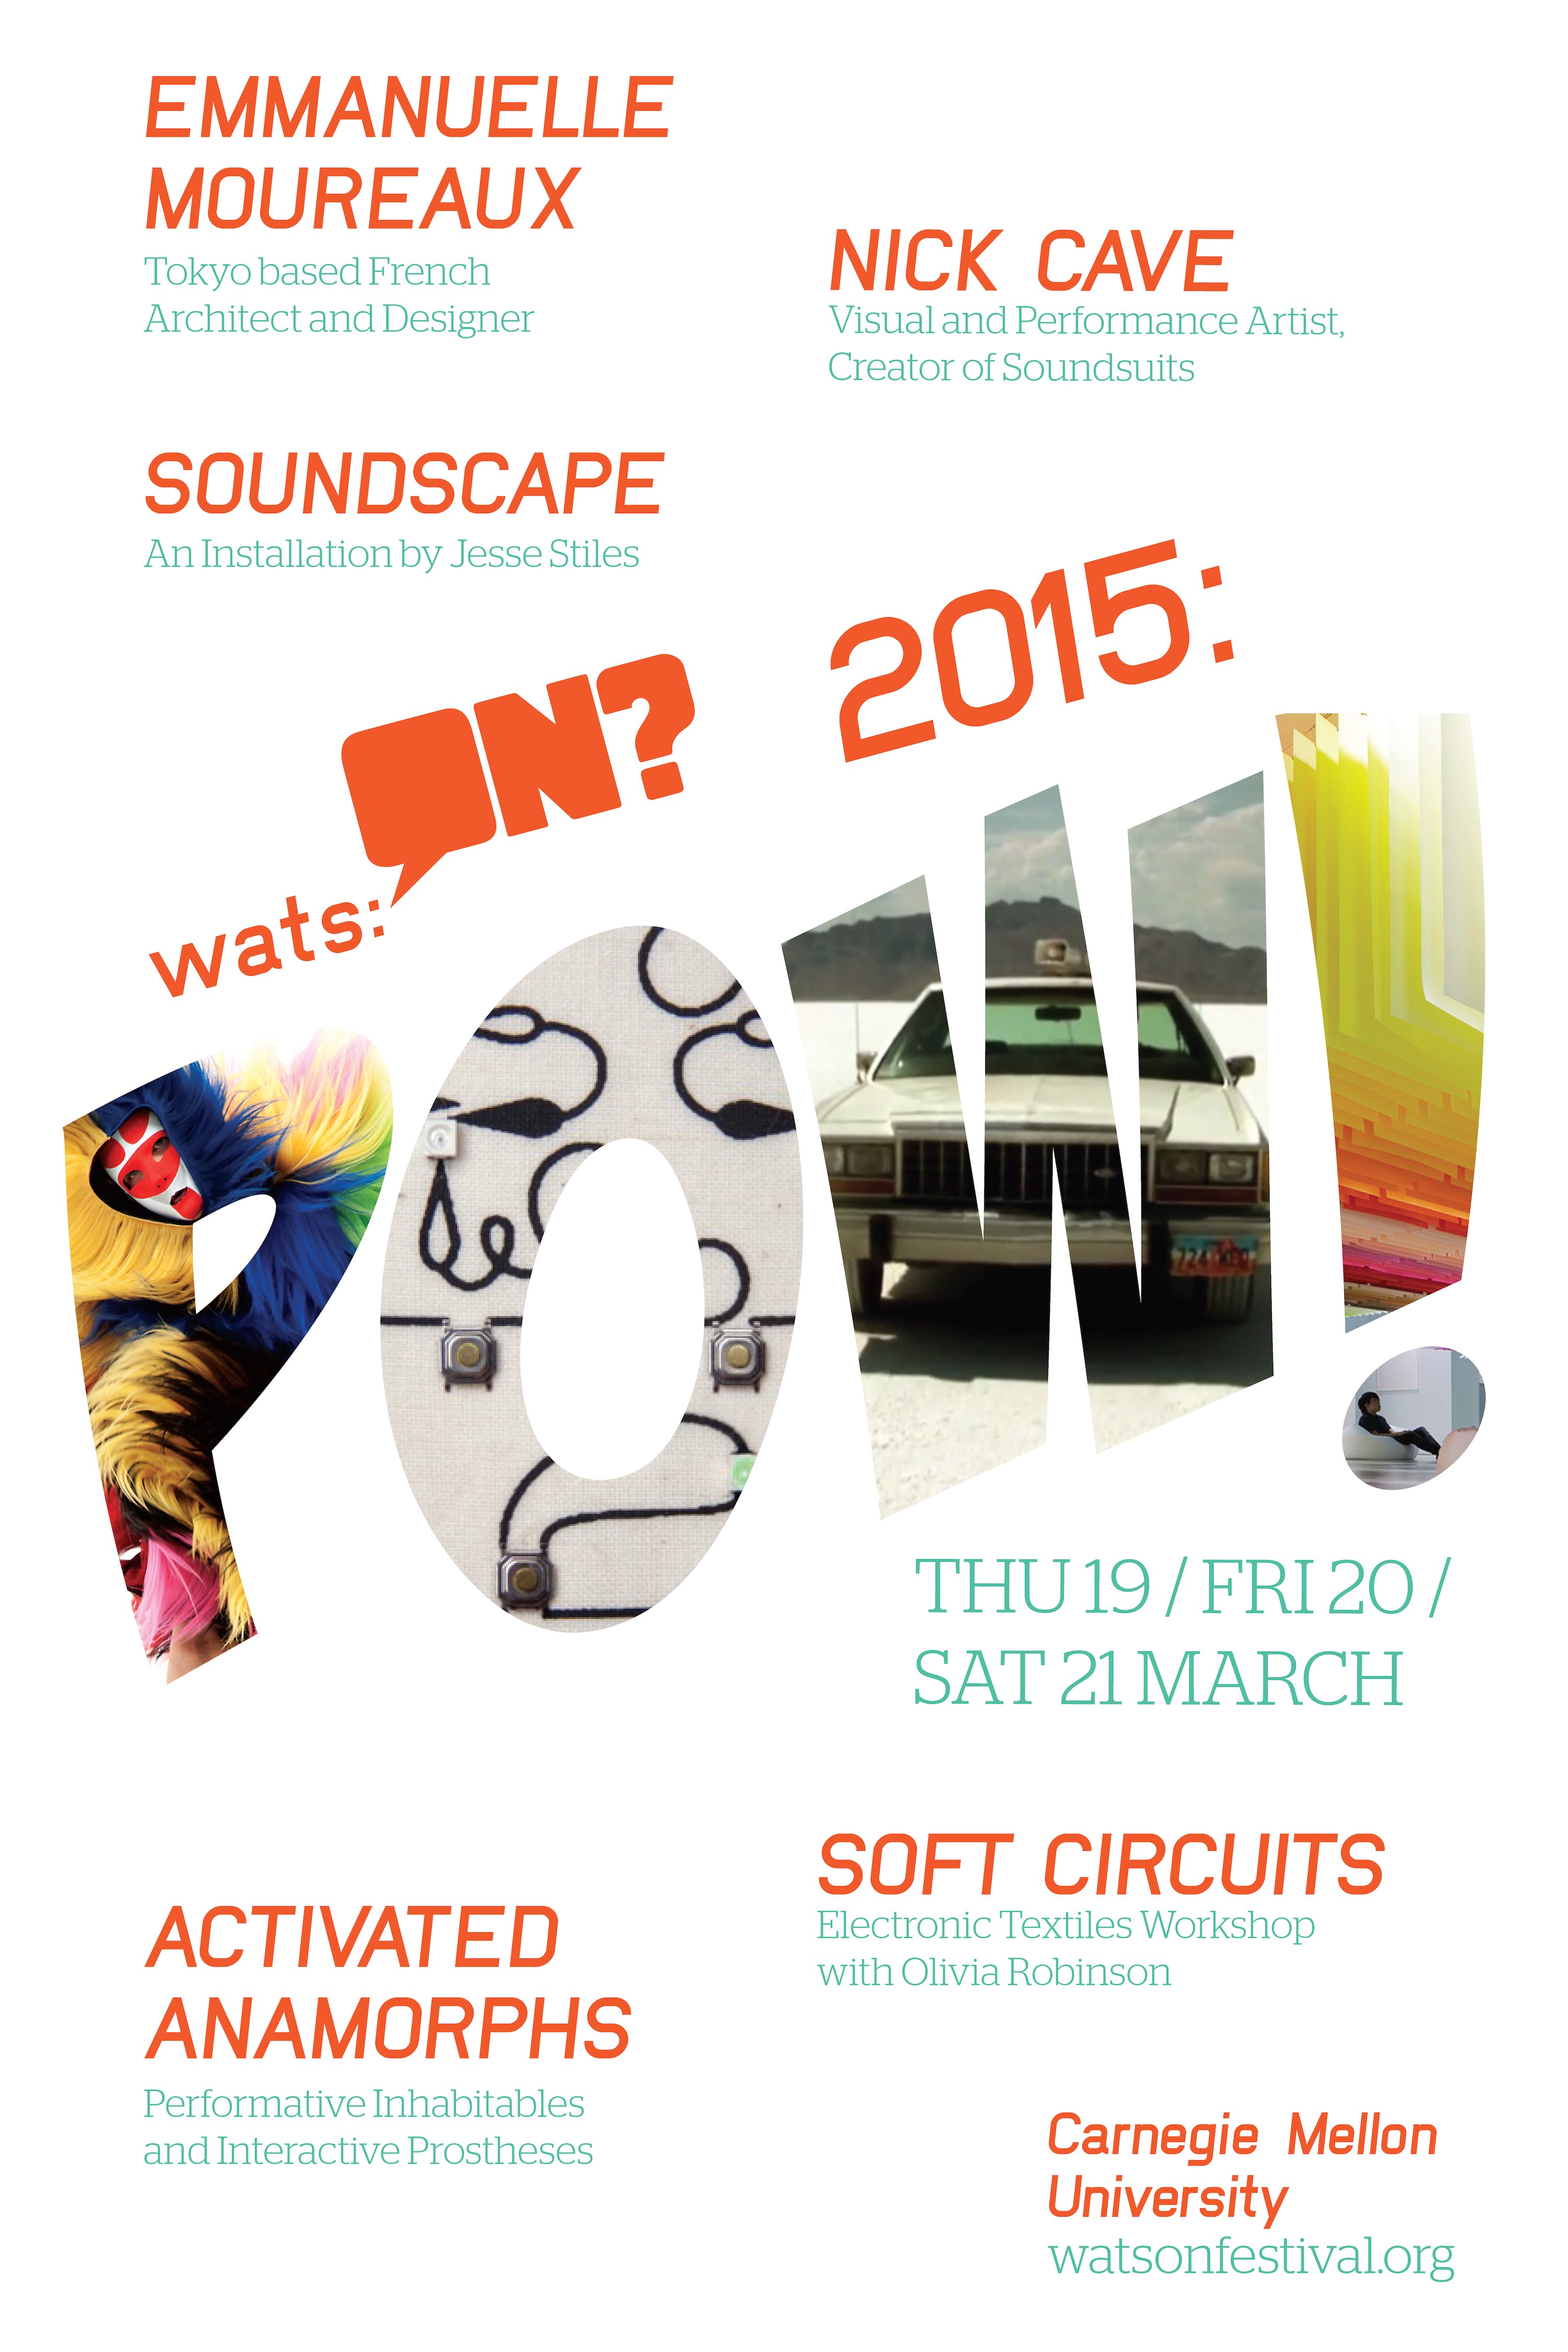 EMMANUELLE
MOUREAUX
Tokyo based French
Architect and Designer
NICK CAVE
Visual and Performance Artist,
Creator of Soundsuits
SOUNDSCAPE
An Installation by Jesse Stiles
wats:ON? 2015:
POW!
THU 19 / FRI 20 /
SAT 21 MARCH
SOFT CIRCUITS
Electronic Textiles Workshop
with Olivia Robinson
ACTIVATED
ANAMORPHS
Performative Inhabitables
and Interactive Prostheses
Carnegie Mellon
University
watsonfestival.org